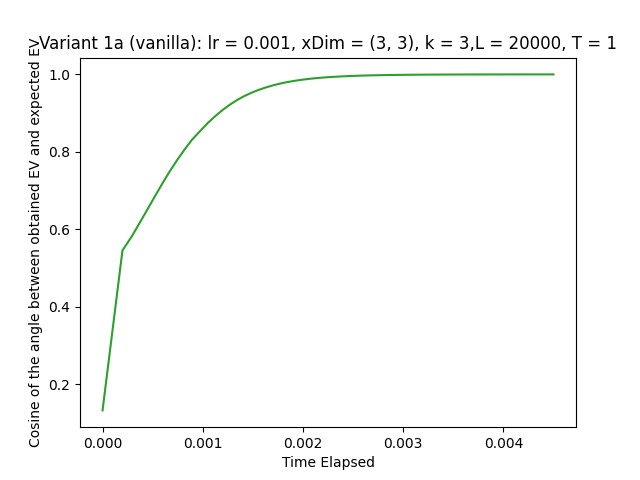 Variant 1a (vanilla): lr = 0.001, xDim = (3, 3), k = 3,L = 20000, T = 1
Cosine of the angle between obtained EV and expected EV
1.0
0.8
0.6
0.4
0.2
0.000 0.001 0.002 0.003 0.004
Time Elapsed